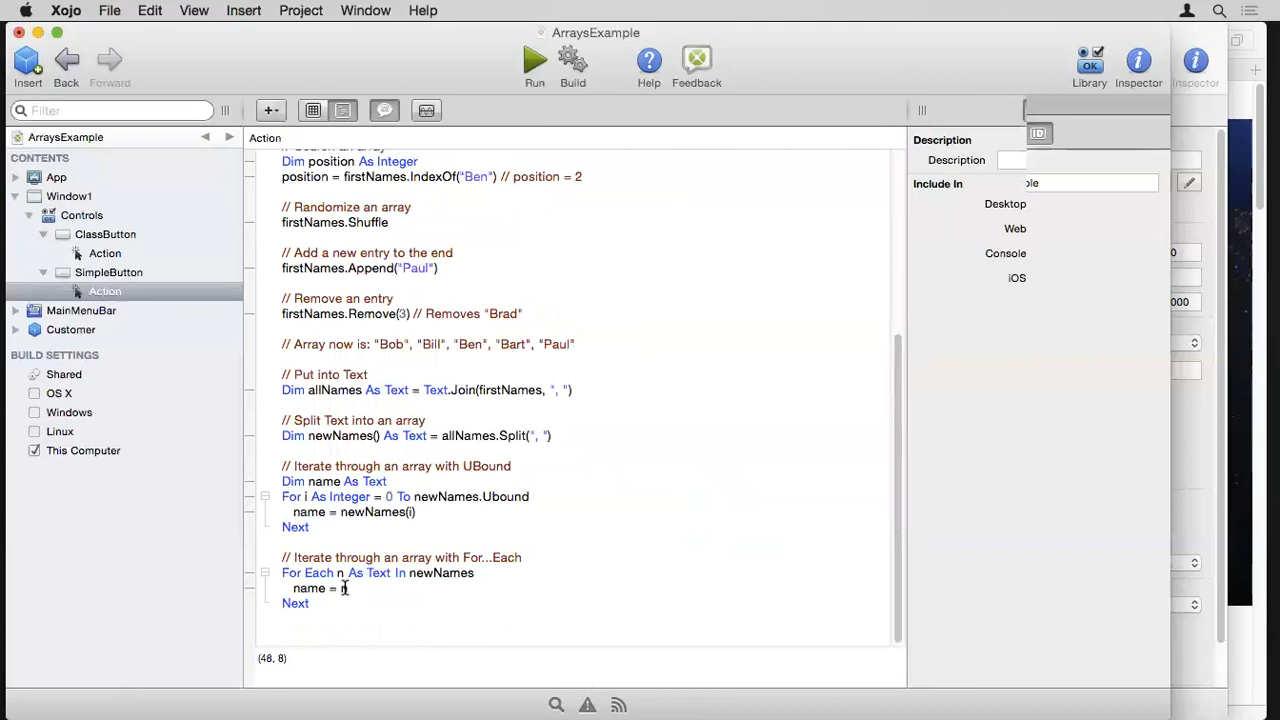 Xojo File Edit View Insert Project Window Help
ArraysExample
Insert Back Forward Run Build Help Feedback Library Inspector Inspector
OK
Filter
ArraysExample
Action
CONTENTS
App
Window1
Controls
ClassButton
Action
SimpleButton
Action
MainMenuBar
Customer
BUILD SETTINGS
Shared
OS X
Windows
Linux
This Computer
Dim position As Integer
position = firstNames.IndexOf("Ben") // position = 2
// Randomize an array
firstNames.Shuffle
// Add a new entry to the end
firstNames.Append("Paul")
// Remove an entry
firstNames.Remove(3) // Removes "Brad"
// Array now is: "Bob", "Bill", "Ben", "Bart", "Paul"
// Put into Text
Dim allNames As Text = Text.Join(firstNames, ", ")
// Split Text into an array
Dim newNames() As Text = allNames.Split(", ")
// Iterate through an array with UBound
Dim name As Text
For i As Integer = 0 To newNames.Ubound
name = newNames(i)
Next
// Iterate through an array with For...Each
For Each n As Text In newNames
name = n
Next
(48, 8)
ID
Description
Description
Include In
ple
Desktop
Web
Console
iOS
0
000